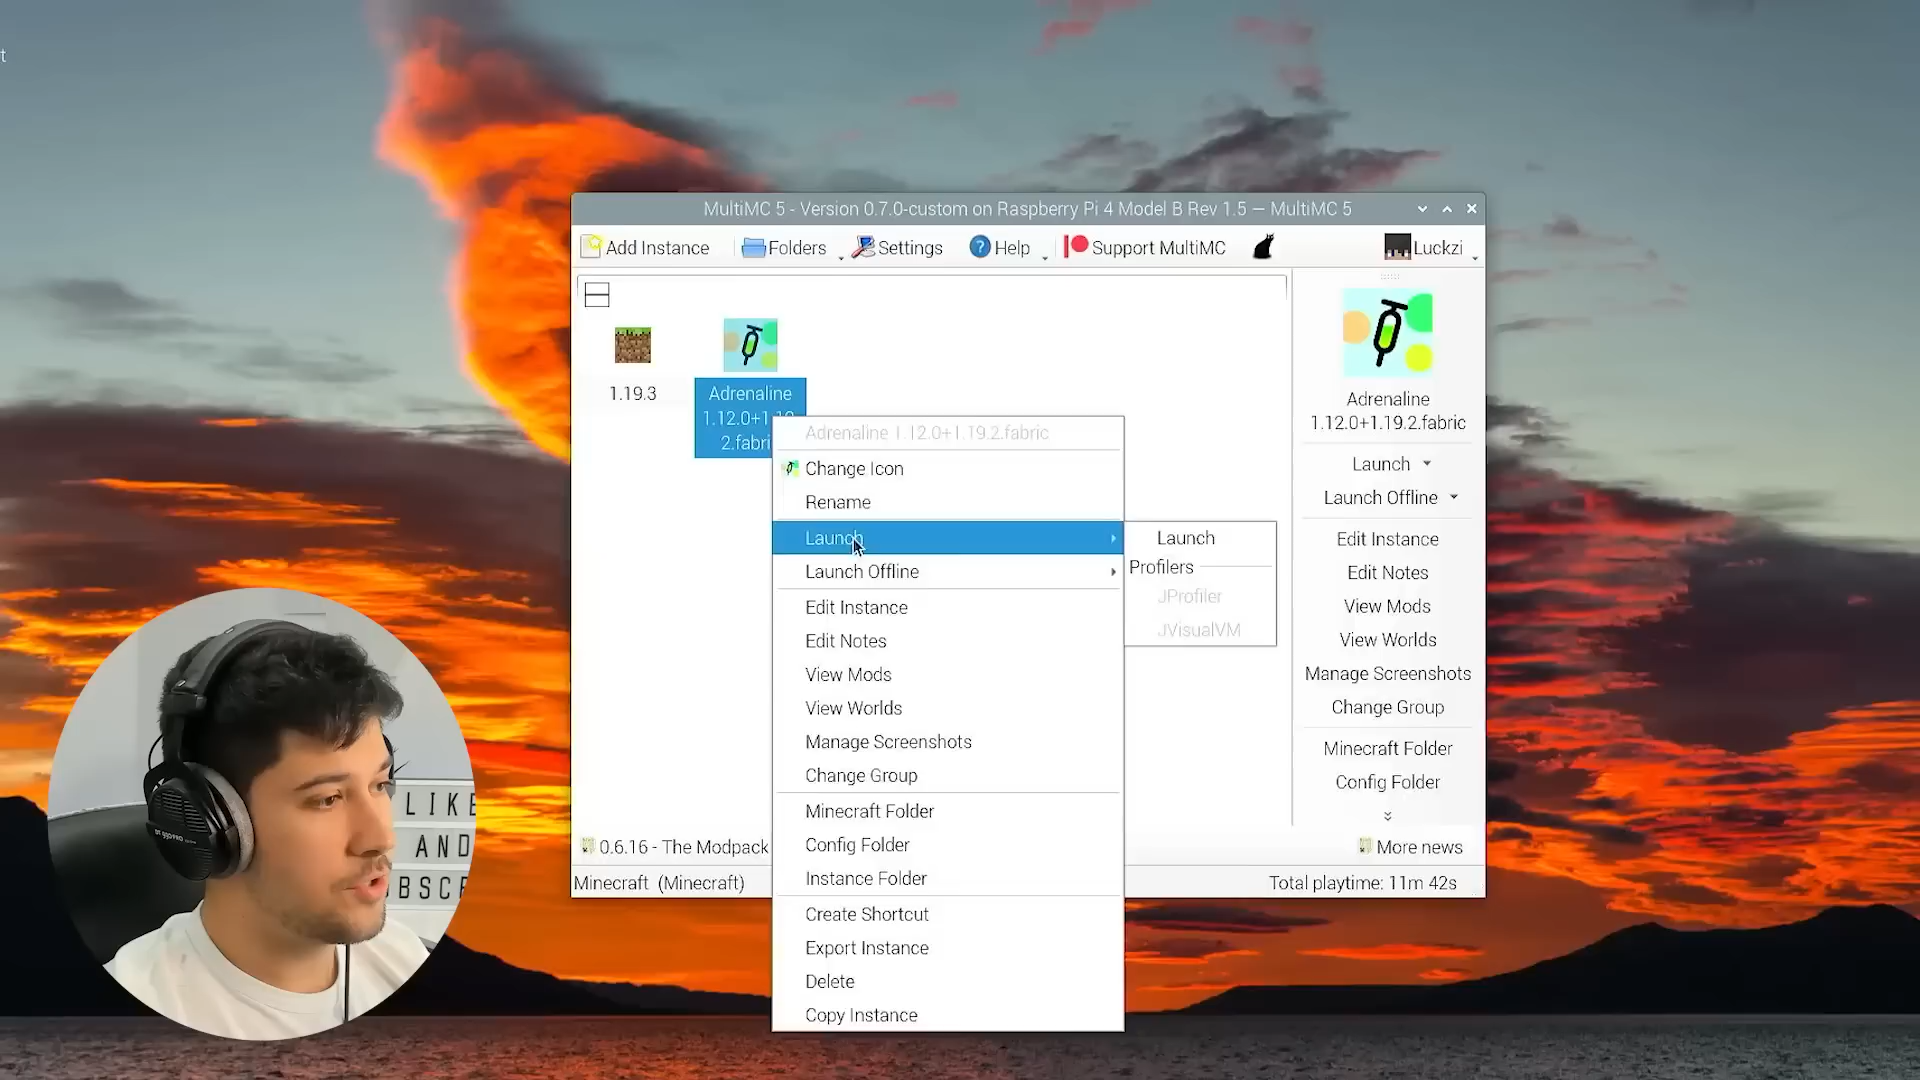 t
MultiMC 5 - Version 0.7.0-custom on Raspberry Pi 4 Model B Rev 1.5 — MultiMC 5
Add Instance Folders Settings Help Support MultiMC Luckzi
1.19.3
Adrenaline
1.12.0+1.19.
2.fabri
Adrenaline 1.12.0+1.19.2.fabric
Change Icon
Rename
Launch
Launch Offline
Edit Instance
Edit Notes
View Mods
View Worlds
Manage Screenshots
Change Group
Minecraft Folder
Config Folder
Instance Folder
Create Shortcut
Export Instance
Delete
Copy Instance
Launch
Profilers
JProfiler
JVisualVM
Adrenaline
1.12.0+1.19.2.fabric
Launch
Launch Offline
Edit Instance
Edit Notes
View Mods
View Worlds
Manage Screenshots
Change Group
Minecraft Folder
Config Folder
0.6.16 - The Modpack
More news
Minecraft (Minecraft)
Total playtime: 11m 42s
LIKE
AND
BSCR